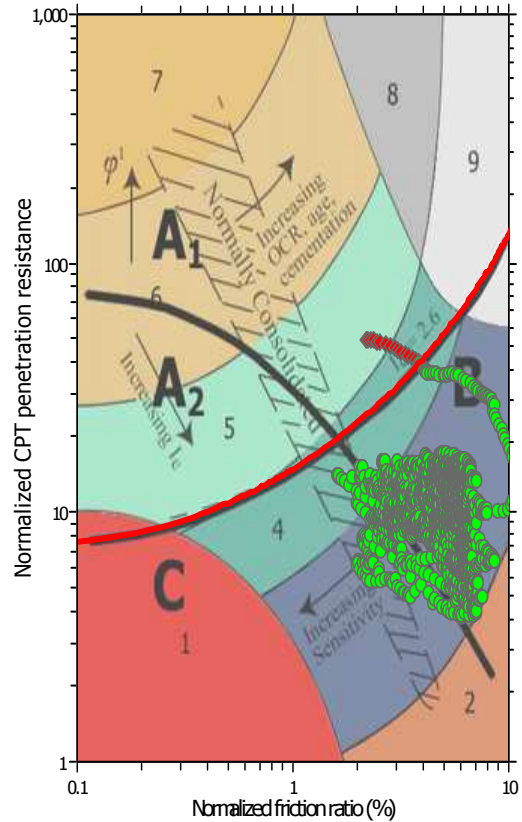 1,000
7
8
9
φ'
Increasing
OCR, age,
cementation
Normally Consolidated
A1
100
6
2.6
A2
B
Increasing Ic
5
10
4
C
Increasing
Sensitivity
1
2
1
0.1
1
10
Normalized friction ratio (%)
Normalized CPT penetration resistance